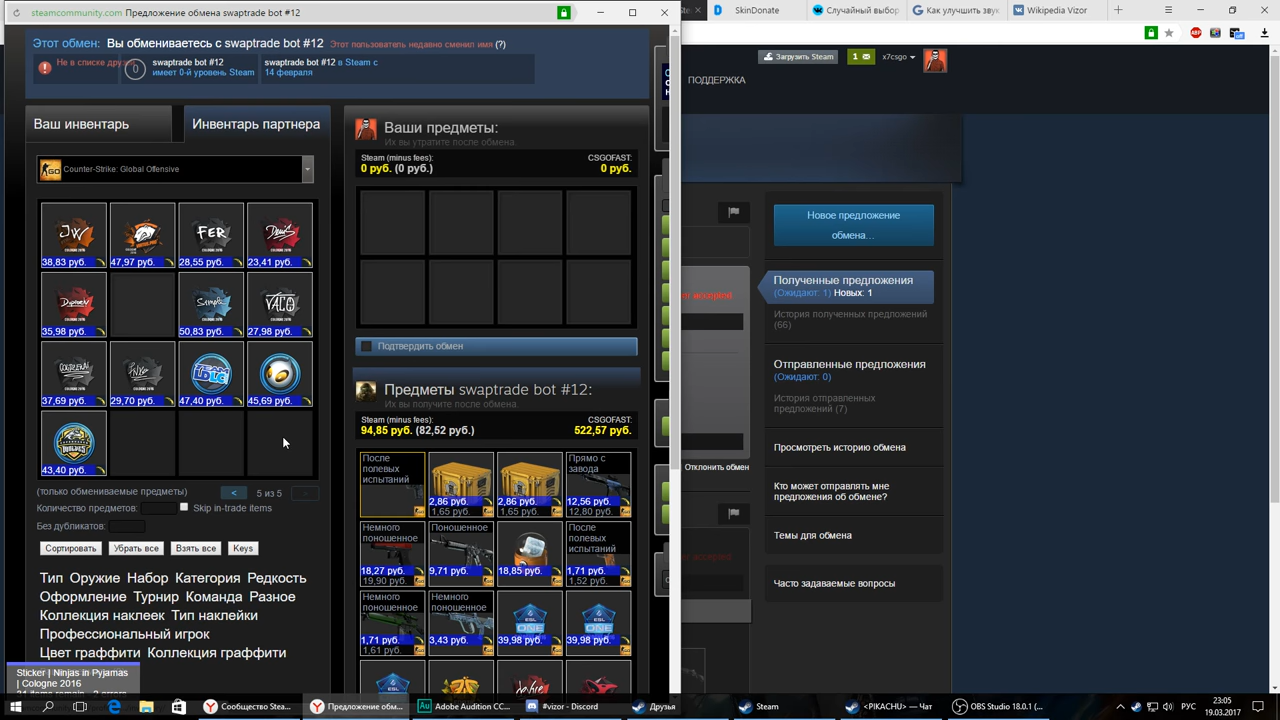 steamcommunity.com Предложение обмена swaptrade bot #12
SkinDonate
Случайный выбор
Как улучшить звук
Wikipedia Vizor
Этот обмен: Вы обмениваетесь с swaptrade bot #12 Этот пользователь недавно сменил имя (?)
Не в списке друз
0
swaptrade bot #12
имеет 0-й уровень Steam
swaptrade bot #12 в Steam с
14 февраля
Загрузить Steam
1
x7csgo
ПОДДЕРЖКА
Ваш инвентарь
Инвентарь партнера
Counter-Strike: Global Offensive
38,83 руб.
47,97 руб.
28,55 руб.
23,41 руб.
35,98 руб.
50,83 руб.
27,98 руб.
37,69 руб.
29,70 руб.
47,40 руб.
45,69 руб.
43,40 руб.
(только обмениваемые предметы)
<
5 из 5
Количество предметов:
Skip in-trade items
Без дубликатов:
Сортировать
Убрать все
Взять все
Keys
Тип Оружие Набор Категория Редкость
Оформление Турнир Команда Разное
Коллекция наклеек Тип наклейки
Профессиональный игрок
Цвет граффити Коллекция граффити
Sticker | Ninjas in Pyjamas
| Cologne 2016
Ваши предметы:
Их вы утратите после обмена.
Steam (minus fees):
0 руб. (0 руб.)
CSGOFAST:
0 руб.
Подтвердить обмен
Предметы swaptrade bot #12:
Их вы получите после обмена.
Steam (minus fees):
94,85 руб. (82,52 руб.)
CSGOFAST:
522,57 руб.
После
полевых
испытаний
2,86 руб.
1,65 руб.
2,86 руб.
1,65 руб.
Прямо с
завода
12,56 руб.
12,80 руб.
Немного
поношенное
18,27 руб.
19,90 руб.
Поношенное
9,71 руб.
18,85 руб.
После
полевых
испытаний
1,71 руб.
1,52 руб.
Немного
поношенное
1,71 руб.
1,61 руб.
Немного
поношенное
3,43 руб.
39,98 руб.
39,98 руб.
Отклонить обмен
Новое предложение
обмена...
Полученные предложения
(Ожидают: 1) Новых: 1
История полученных предложений
(66)
Отправленные предложения
(Ожидают: 0)
История отправленных
предложений (7)
Просмотреть историю обмена
Кто может отправлять мне
предложения об обмене?
Темы для обмена
Часто задаваемые вопросы
Сообщество Stea...
Предложение обм...
Adobe Audition CC...
#vizor - Discord
Друзья
Steam
<PIKACHU> — Чат
OBS Studio 18.0.1 (...
РУС
23:05
19.03.2017